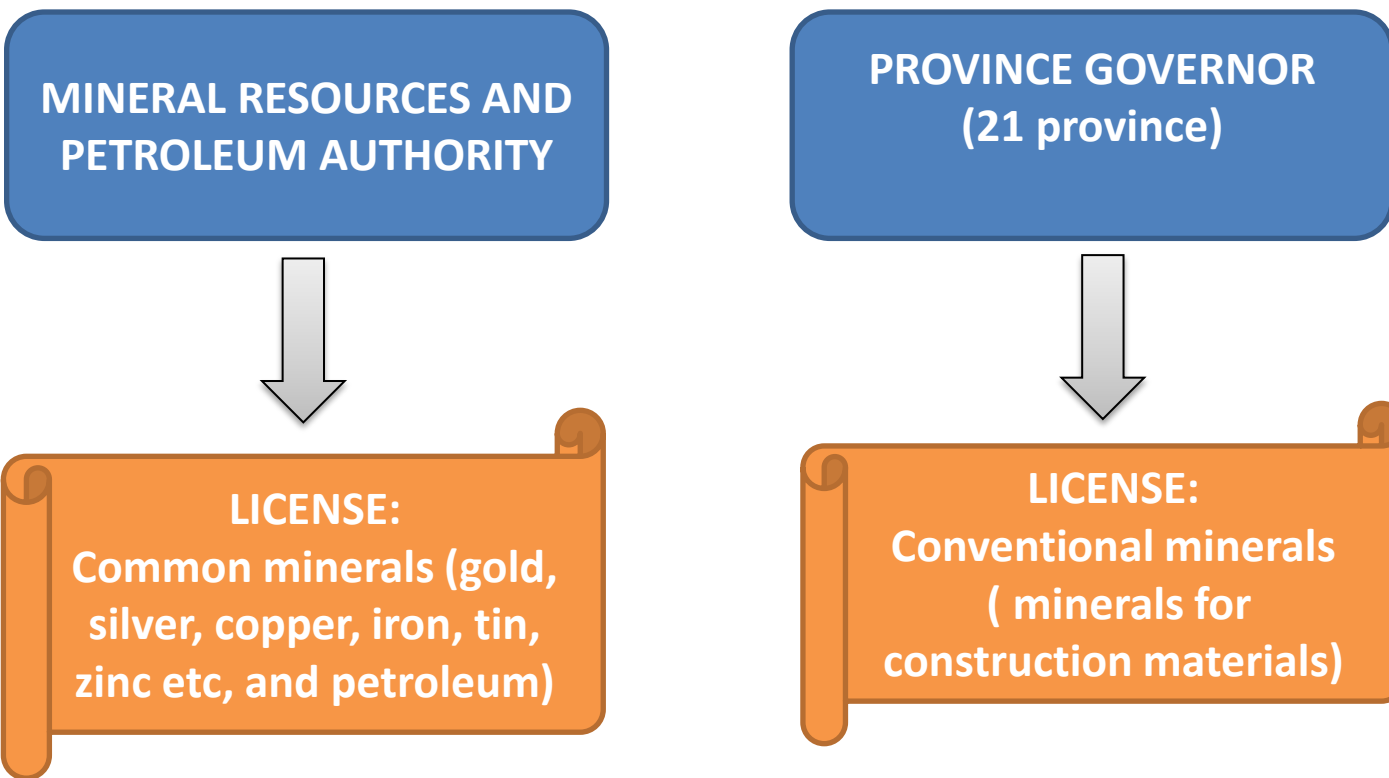 MINERAL RESOURCES AND
PETROLEUM AUTHORITY
PROVINCE GOVERNOR
(21 province)
LICENSE:
Common minerals (gold,
silver, copper, iron, tin,
zinc etc, and petroleum)
LICENSE:
Conventional minerals
( minerals for
construction materials)